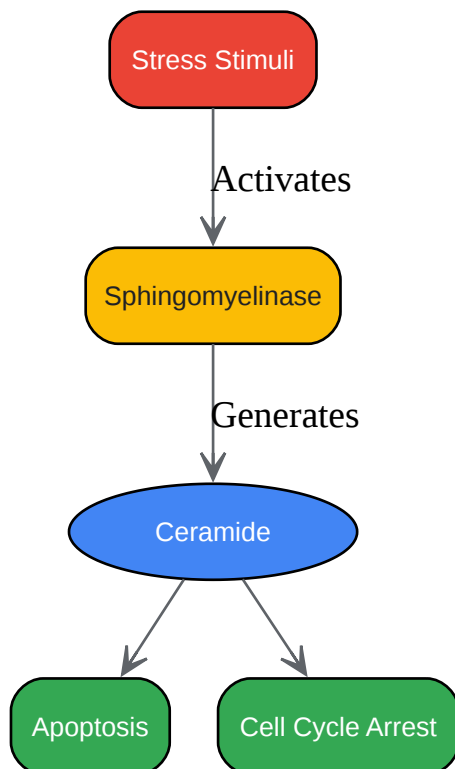 Stress Stimuli
Activates
Sphingomyelinase
Generates
Ceramide
Apoptosis
Cell Cycle Arrest